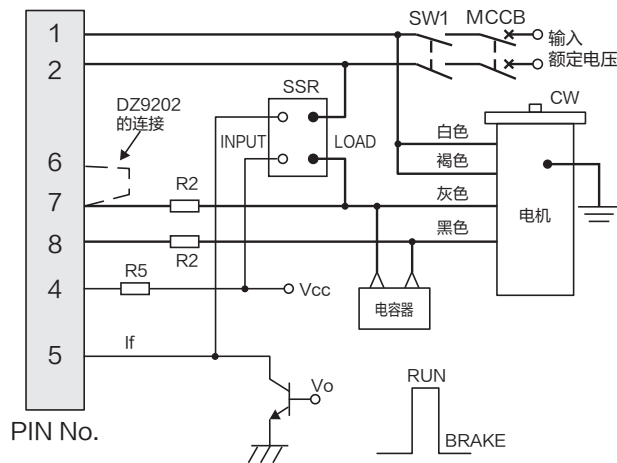 1
2
6
7
8
4
5
PIN No.
DZ9202
的连接
SSR
INPUT
LOAD
SW1
MCCB
输入
额定电压
CW
白色
褐色
灰色
黑色
电机
R2
R2
R5
Vcc
电容器
If
Vo
RUN
BRAKE